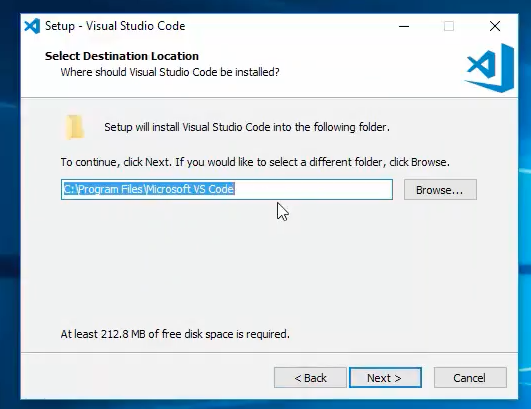 Setup - Visual Studio Code
Select Destination Location
Where should Visual Studio Code be installed?
Setup will install Visual Studio Code into the following folder.
To continue, click Next. If you would like to select a different folder, click Browse.
C:\Program Files\Microsoft VS Code
Browse...
At least 212.8 MB of free disk space is required.
< Back
Next >
Cancel